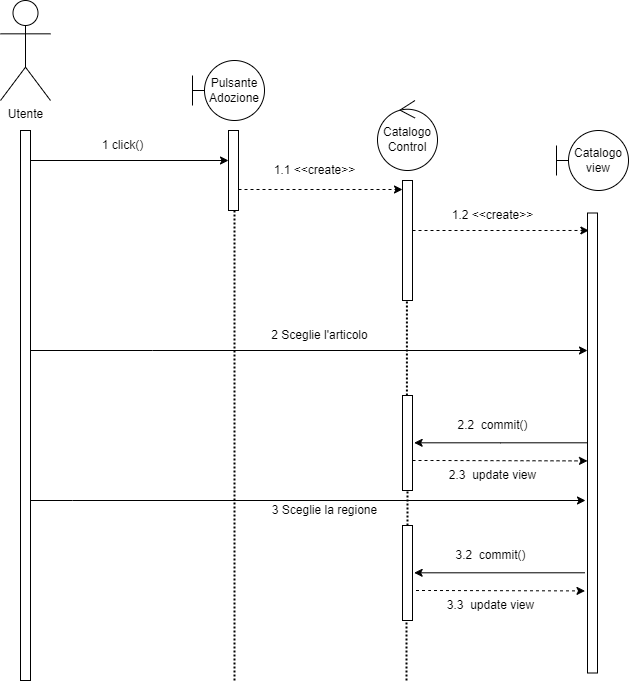 Utente
Pulsante
Adozione
Catalogo
Control
Catalogo
view
1 click()
1.1 <<create>>
1.2 <<create>>
2 Sceglie l'articolo
2.2 commit()
2.3 update view
3 Sceglie la regione
3.2 commit()
3.3 update view